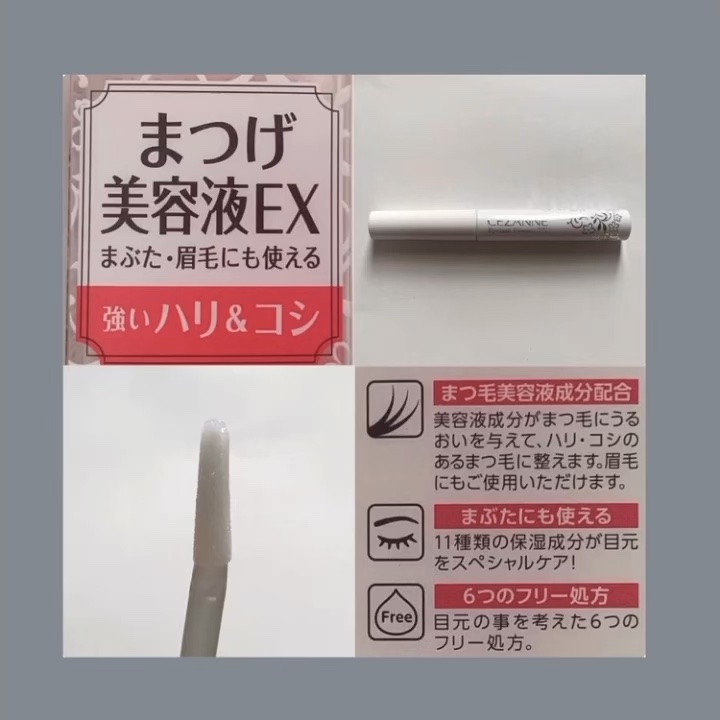 まつげ
美容液EX
まぶた・眉毛にも使える
強いハリ&コシ
CEZANNE
まつ毛美容液成分配合
美容液成分がまつ毛にうる
おいを与えて、ハリ・コシの
あるまつ毛に整えます。眉毛
にもご使用いただけます。
まぶたにも使える
11種類の保湿成分が目元
をスペシャルケア!
6つのフリー処方
Free
目元の事を考えた6つの
フリー処方。